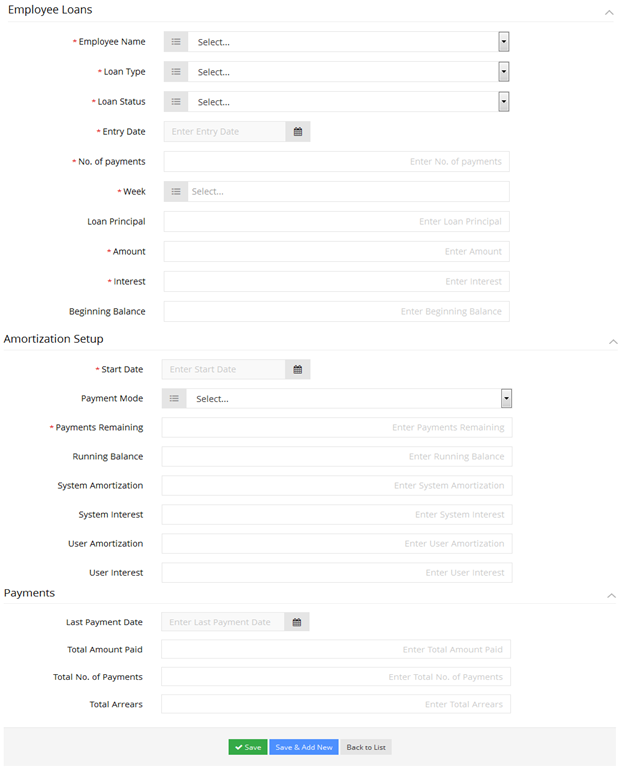 Employee Loans
* Employee Name Select...
* Loan Type Select...
* Loan Status Select...
* Entry Date Enter Entry Date
* No. of payments Enter No. of payments
* Week Select...
Loan Principal Enter Loan Principal
* Amount Enter Amount
* Interest Enter Interest
Beginning Balance Enter Beginning Balance
Amortization Setup
* Start Date Enter Start Date
Payment Mode Select...
* Payments Remaining Enter Payments Remaining
Running Balance Enter Running Balance
System Amortization Enter System Amortization
System Interest Enter System Interest
User Amortization Enter User Amortization
User Interest Enter User Interest
Payments
Last Payment Date Enter Last Payment Date
Total Amount Paid Enter Total Amount Paid
Total No. of Payments Enter Total No. of Payments
Total Arrears Enter Total Arrears
Save Save & Add New Back to List